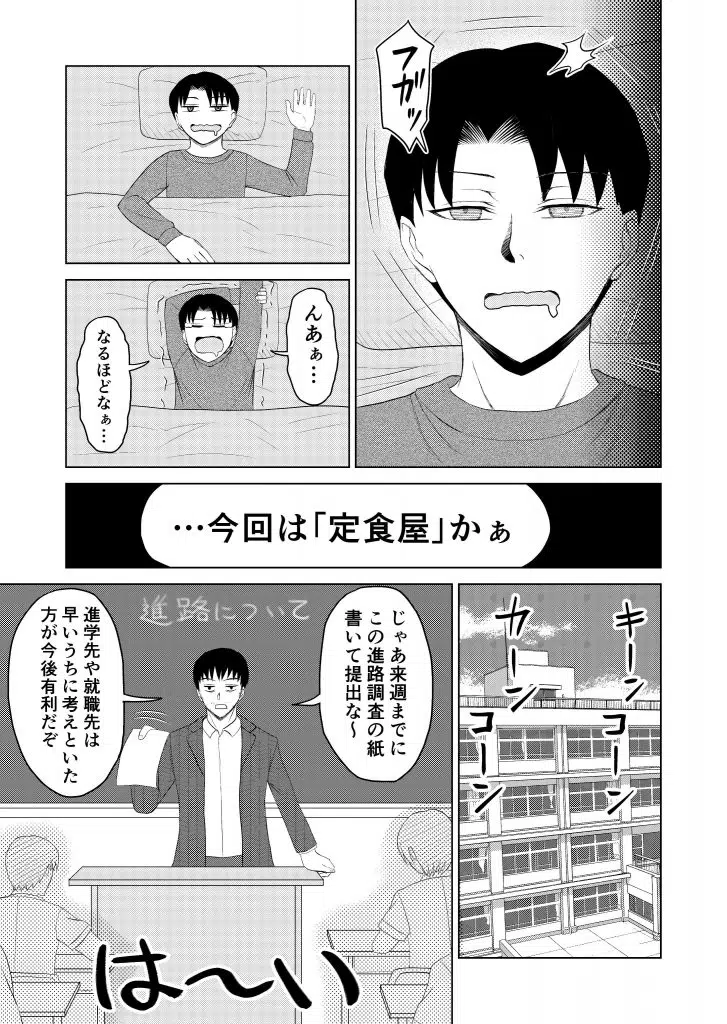 フガッ
んあぁ…
なるほどなぁ…
…今回は「定食屋」かぁ
キーン
コーン
カーン
コーン
進路について
じゃあ来週までに
この進路調査の紙
書いて提出な～
進学先や就職先は
早いうちに考えといた
方が今後有利だぞ
は～い